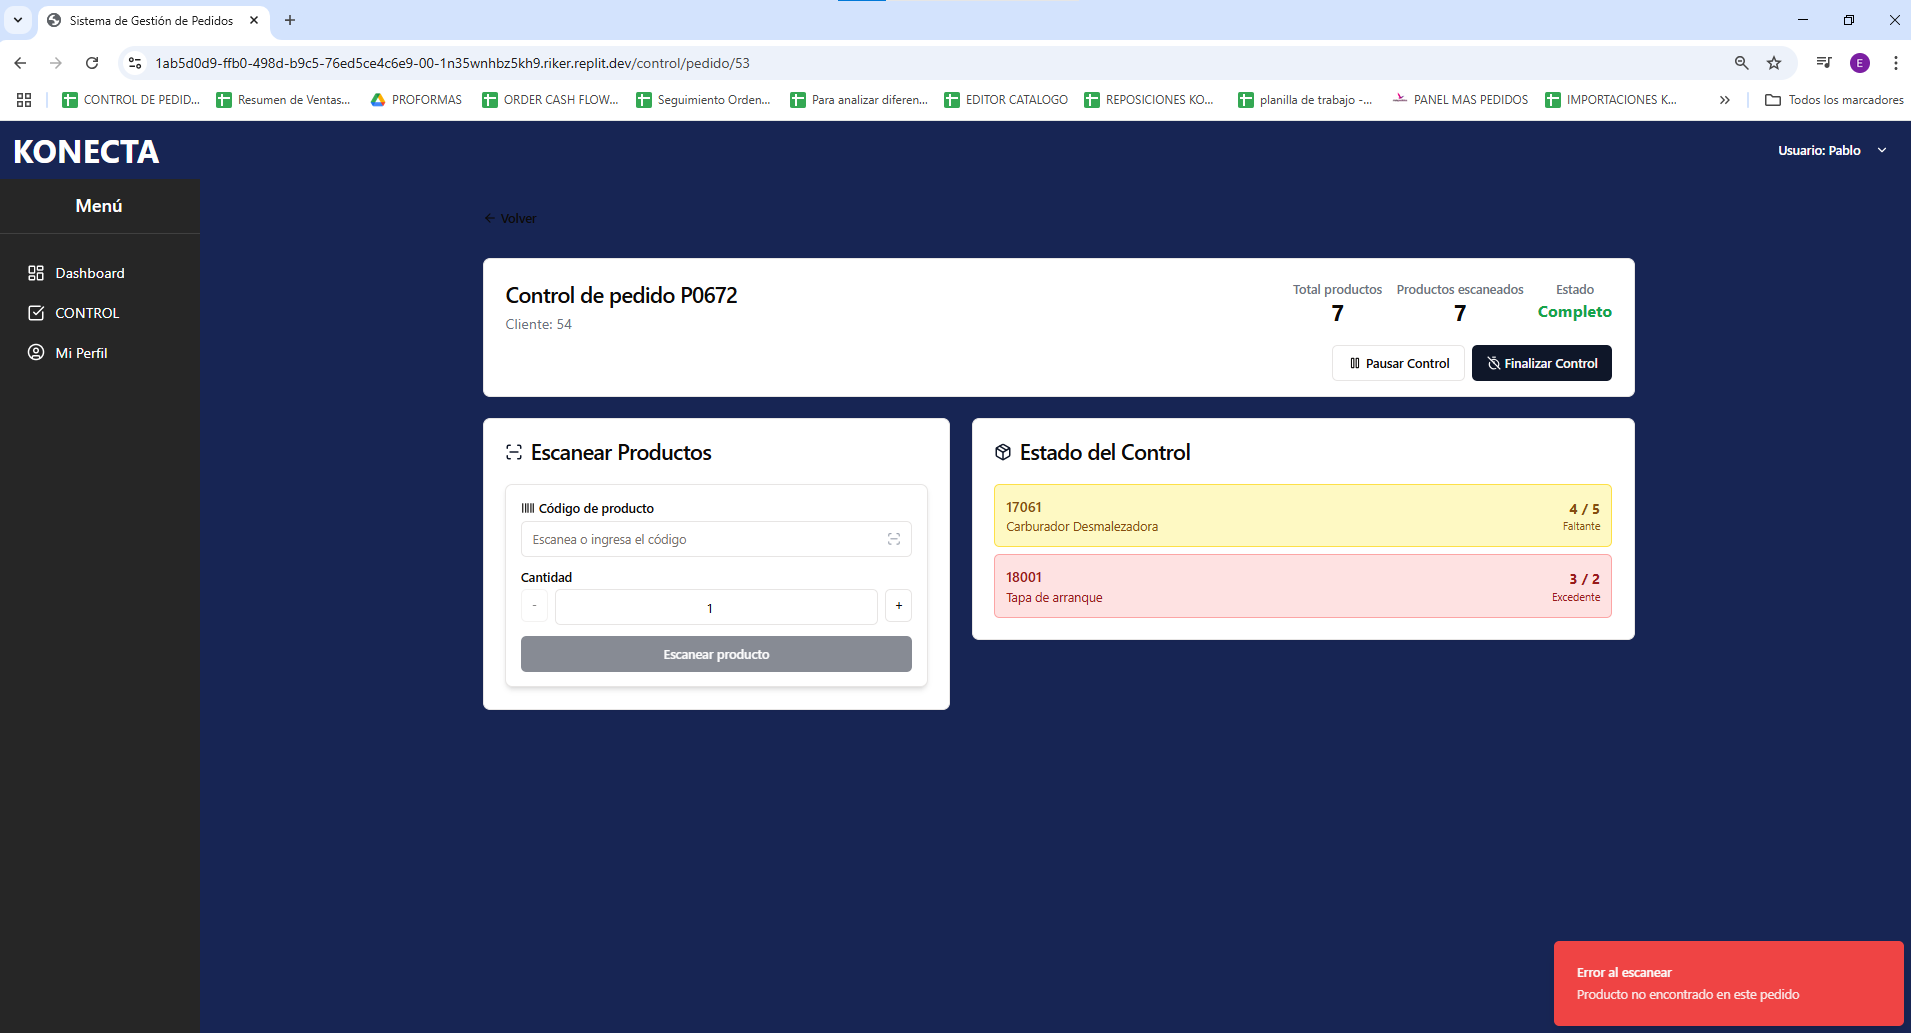 Sistema de Gestión de Pedidos
1ab5d0d9-ffb0-498d-b9c5-76ed5ce4c6e9-00-1n35wnhbz5kh9.riker.replit.dev/control/pedido/53
E
CONTROL DE PEDID... Resumen de Ventas... PROFORMAS ORDER CASH FLOW... Seguimiento Orden... Para analizar diferen... EDITOR CATALOGO REPOSICIONES KO... planilla de trabajo -... PANEL MAS PEDIDOS IMPORTACIONES K... Todos los marcadores
KONECTA
Usuario: Pablo
Menú
Dashboard
CONTROL
Mi Perfil
Volver
Control de pedido P0672
Cliente: 54
Total productos Productos escaneados Estado
7 7 Completo
Pausar Control Finalizar Control
Escanear Productos
Código de producto
Escanea o ingresa el código
Cantidad
- 1 +
Escanear producto
Estado del Control
17061 4 / 5
Carburador Desmalezadora Faltante
18001 3 / 2
Tapa de arranque Excedente
Error al escanear
Producto no encontrado en este pedido